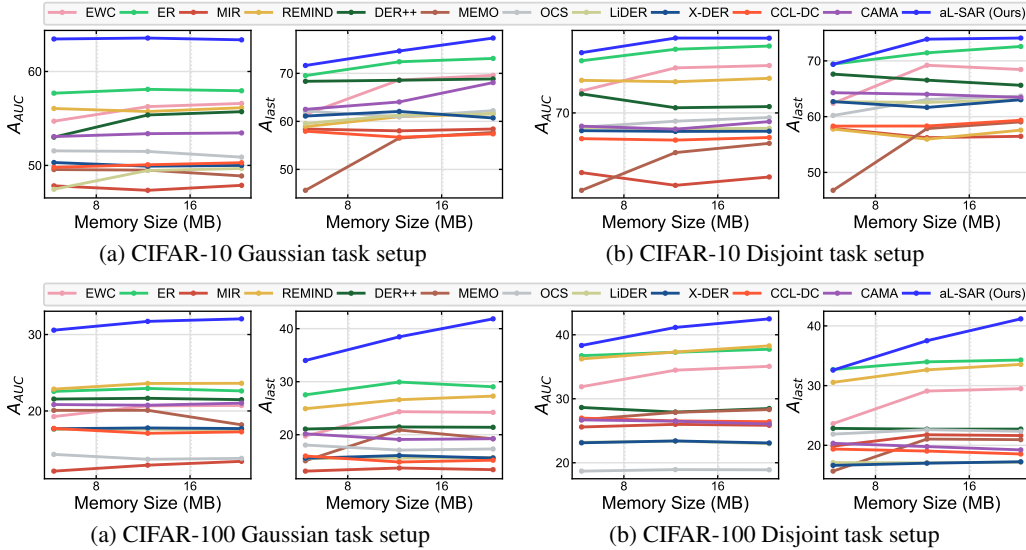 EWC ER MIR REMIND DER++ MEMO OCS LiDER X-DER CCL-DC CAMA aL-SAR (Ours)
60
50
A_AUC
8 16
Memory Size (MB)
70
60
50
A_last
8 16
Memory Size (MB)
70
A_AUC
8 16
Memory Size (MB)
70
60
50
A_last
8 16
Memory Size (MB)
(a) CIFAR-10 Gaussian task setup
(b) CIFAR-10 Disjoint task setup
EWC ER MIR REMIND DER++ MEMO OCS LiDER X-DER CCL-DC CAMA aL-SAR (Ours)
30
20
A_AUC
8 16
Memory Size (MB)
40
30
20
A_last
8 16
Memory Size (MB)
40
30
20
A_AUC
8 16
Memory Size (MB)
40
30
20
A_last
8 16
Memory Size (MB)
(a) CIFAR-100 Gaussian task setup
(b) CIFAR-100 Disjoint task setup